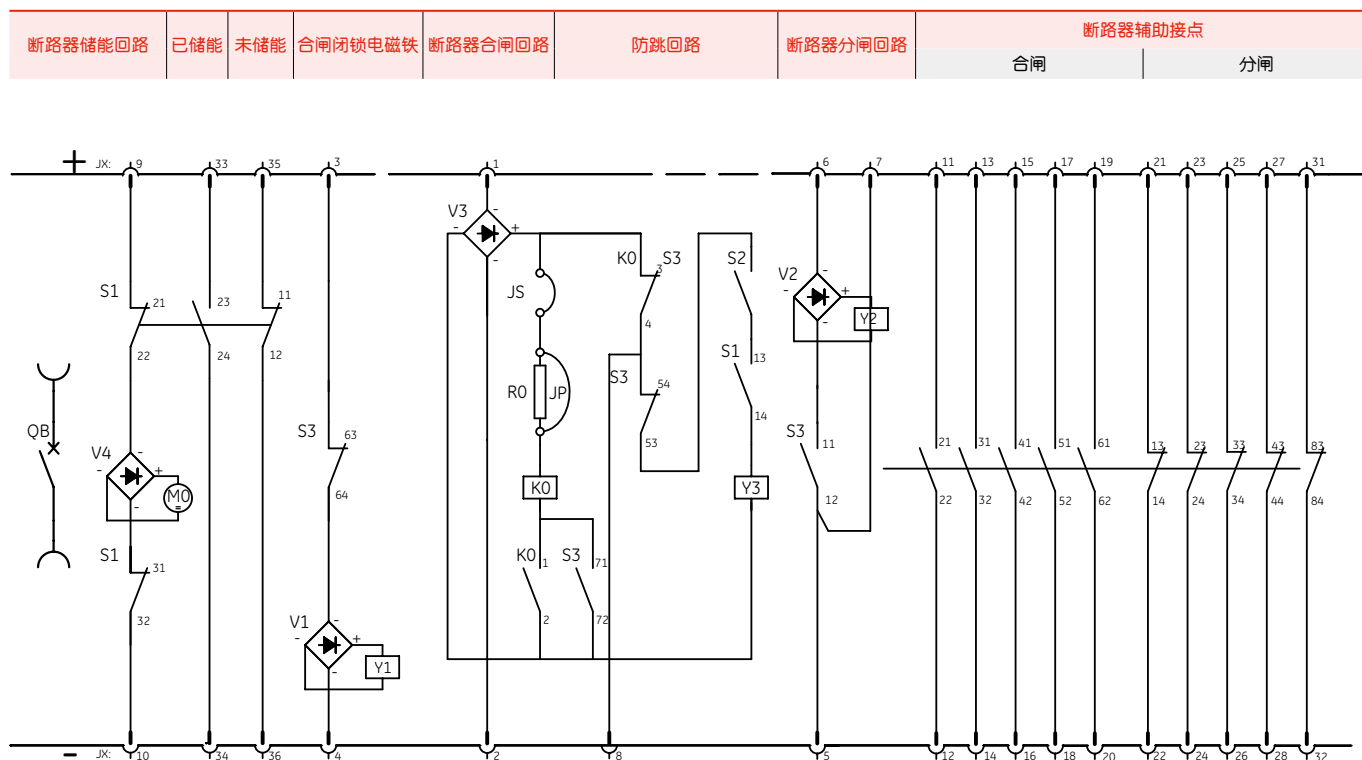 断路器储能回路 已储能 未储能 合闸闭锁电磁铁 断路器合闸回路 防跳回路 断路器分闸回路 断路器辅助接点
合闸 分闸
+ JX: 9 33 35 3 1 6 7 11 13 15 17 19 21 23 25 27 31
V3 - - + -
K0 S3 S2 V2 -
JS 3 - +
S1 21 23 11 4 Y2 -
22 24 12 S1 13
S3 54 R0 JP 14
QB S3 63 53 S3 11 21 31 41 51 61 13 23 33 43 83
V4 - - + - M0 = 64 K0 Y3 12 22 32 42 52 62 14 24 34 44 84
S1 31 K0 1 S3 71
32 2 72
V1 - - + - Y1
- JX: 10 34 36 4 2 8 5 12 14 16 18 20 22 24 26 28 32